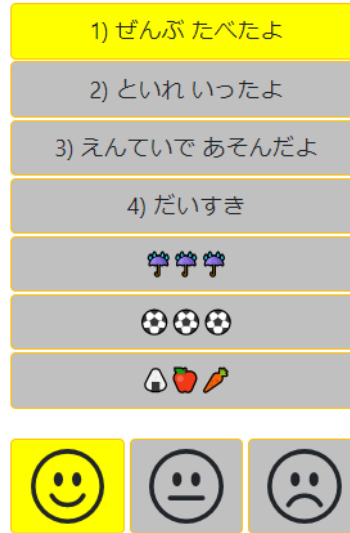 1) ぜんぶ たべたよ
2) といれ いったよ
3) えんていで あそんだよ
4) だいすき